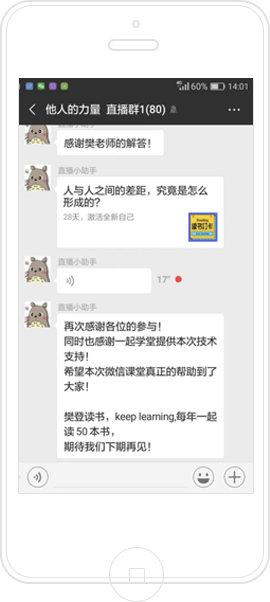 60% 14:01
他人的力量 直播群1(80)
直播小助手
感谢樊老师的解答！
直播小助手
人与人之间的差距，究竟是怎么
形成的？
28天，激活全新自己
读书打卡
直播小助手
17"
直播小助手
再次感谢各位的参与！
同时也感谢一起学堂提供本次技术
支持！
希望本次微信课堂真正的帮助到了
大家！
樊登读书，keep learning,每年一起
读 50 本书，
期待我们下期再见！